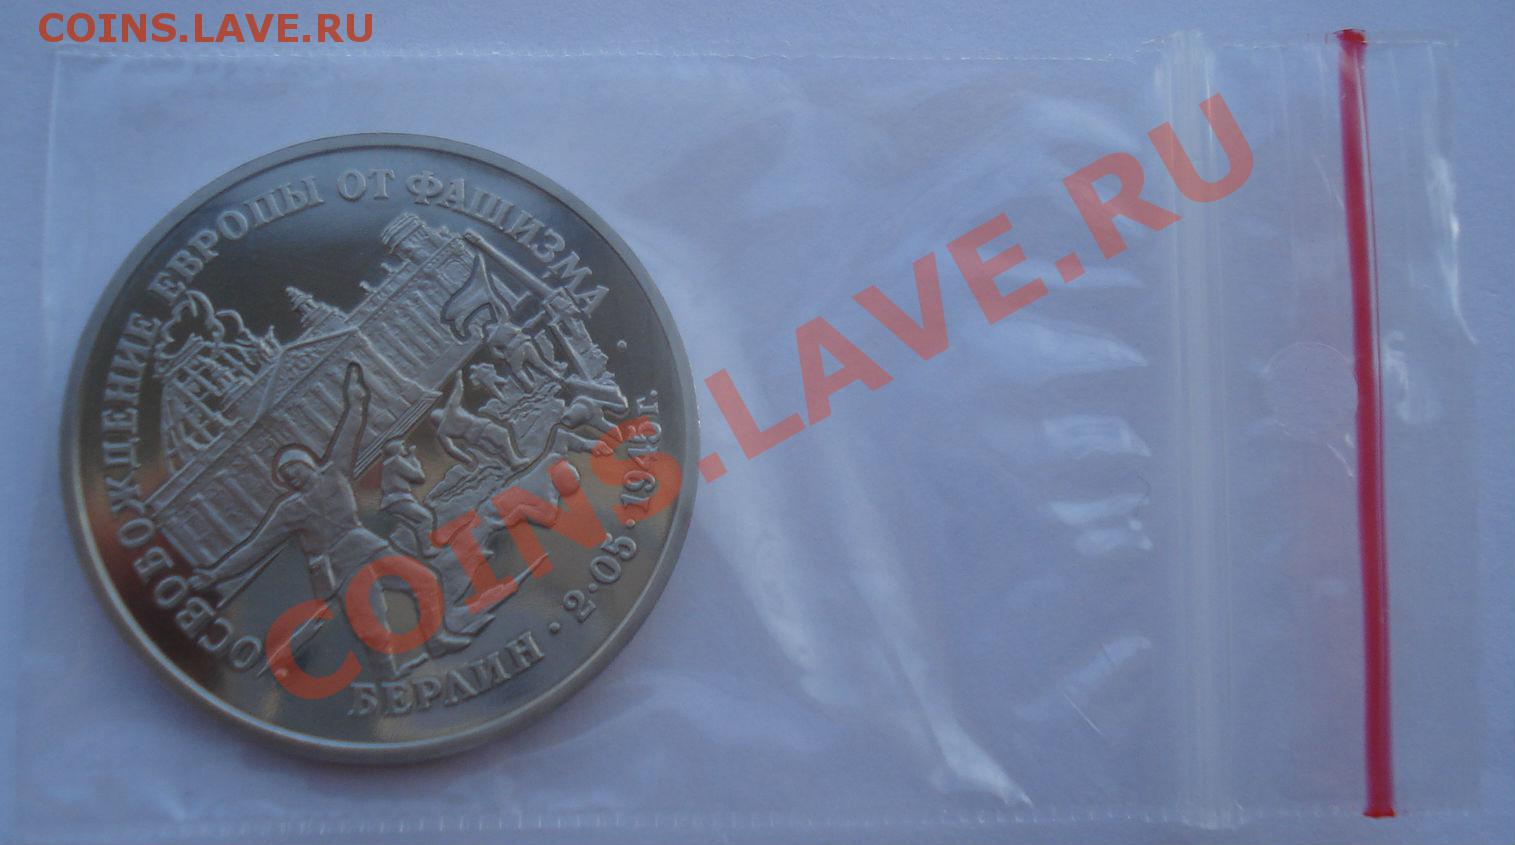 COINS.LAVE.RU
ОСВОБОЖДЕНИЕ ЕВРОПЫ ОТ ФАШИЗМА
БЕРЛИН · 2·05·1945 г.
COINS.LAVE.RU